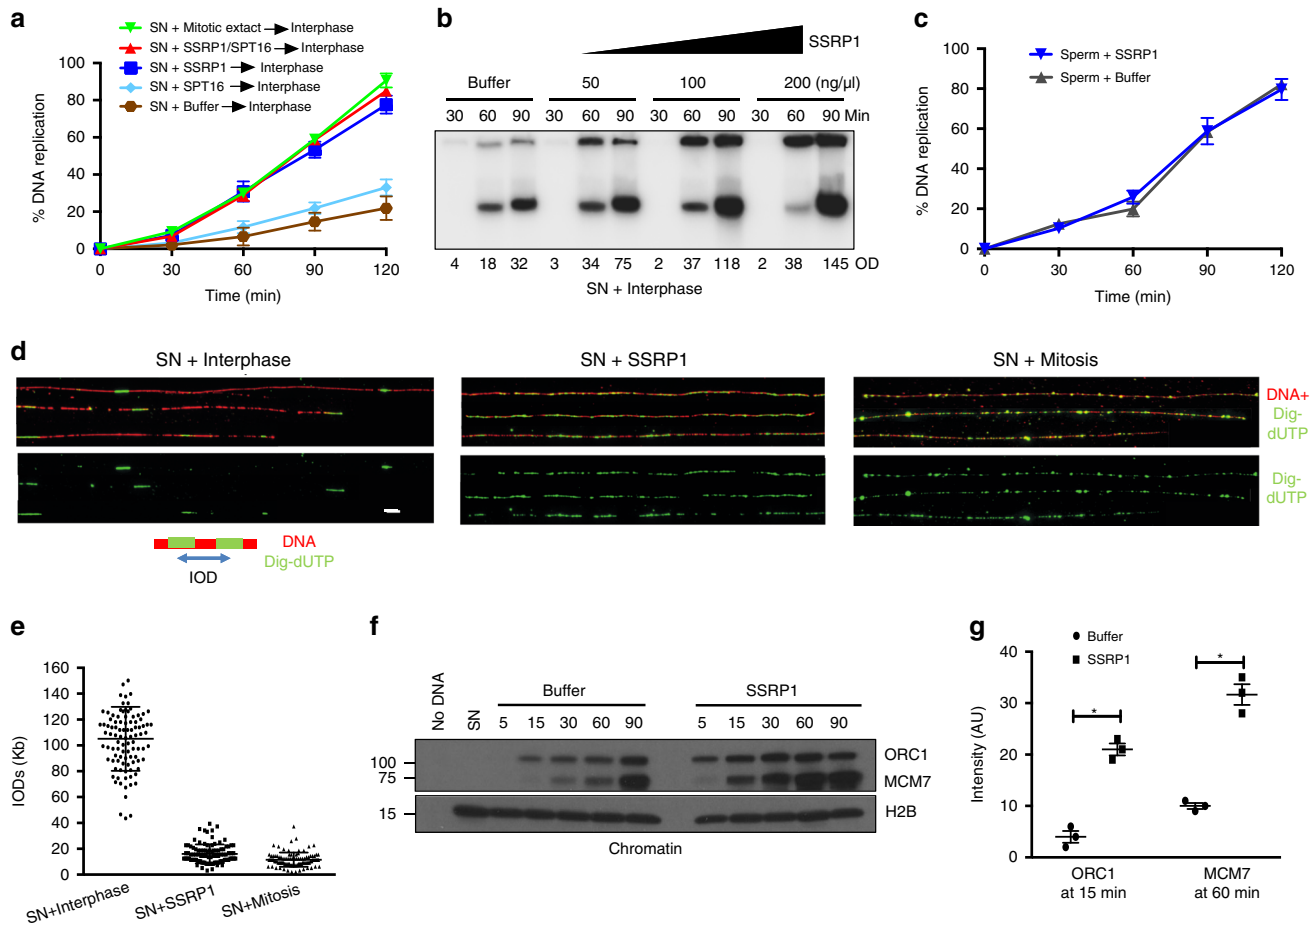 a
SN + Mitotic extact Interphase
SN + SSRP1/SPT16 Interphase
SN + SSRP1 Interphase
SN + SPT16 Interphase
SN + Buffer Interphase
100
80
60
40
20
0
% DNA replication
0 30 60 90 120
Time (min)
b
SSRP1
Buffer 50 100 200 (ng/µl)
30 60 90 30 60 90 30 60 90 30 60 90 Min
4 18 32 3 34 75 2 37 118 2 38 145 OD
SN + Interphase
c
Sperm + SSRP1
Sperm + Buffer
100
80
60
40
20
0
% DNA replication
0 30 60 90 120
Time (min)
d
SN + Interphase SN + SSRP1 SN + Mitosis
DNA+
Dig-
dUTP
Dig-
dUTP
DNA
Dig-dUTP
IOD
e
160
140
120
100
80
60
40
20
0
IODs (Kb)
SN+Interphase SN+SSRP1 SN+Mitosis
f
No DNA
SN
Buffer SSRP1
5 15 30 60 90 5 15 30 60 90
100
75
15
ORC1
MCM7
H2B
Chromatin
g
Buffer
SSRP1
40
30
20
10
0
Intensity (AU)
* *
ORC1 MCM7
at 15 min at 60 min